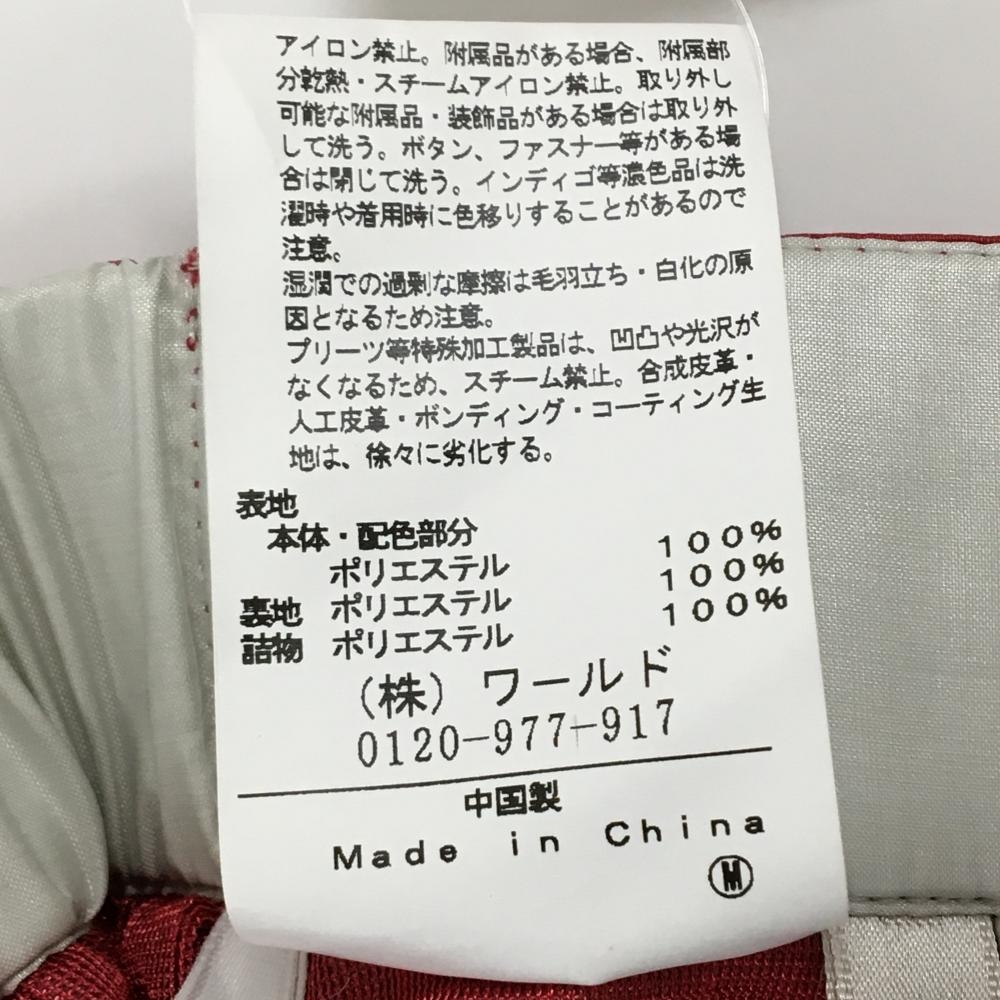 アイロン禁止。附属品がある場合、附属部
分乾熱・スチームアイロン禁止。取り外し
可能な附属品・装飾品がある場合は取り外
して洗う。ボタン、ファスナー等がある場
合は閉じて洗う。インディゴ等濃色品は洗
濯時や着用時に色移りすることがあるので
注意。
湿潤での過剰な摩擦は毛羽立ち・白化の原
因となるため注意。
プリーツ等特殊加工製品は、凹凸や光沢が
なくなるため、スチーム禁止。合成皮革・
人工皮革・ボンディング・コーティング生
地は、徐々に劣化する。
表地
本体・配色部分
ポリエステル 100%
裏地 ポリエステル 100%
詰物 ポリエステル 100%
(株) ワールド
0120-977-917
中国製
Made in China
M